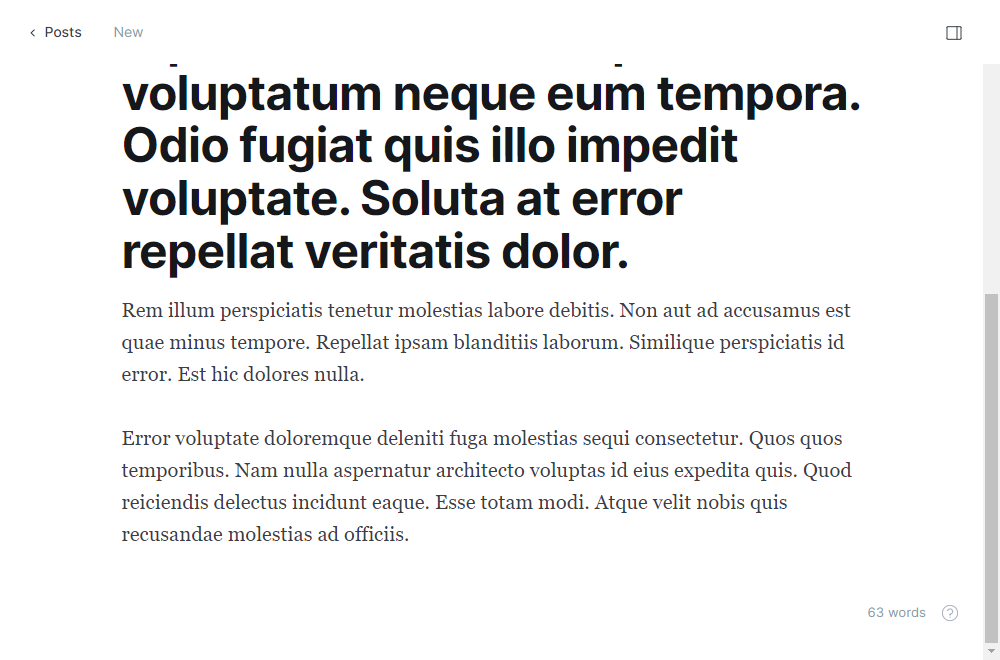 Posts
New
voluptatum neque eum tempora.
Odio fugiat quis illo impedit
voluptate. Soluta at error
repellat veritatis dolor.
Rem illum perspiciatis tenetur molestias labore debitis. Non aut ad accusamus est
quae minus tempore. Repellat ipsam blanditiis laborum. Similique perspiciatis id
error. Est hic dolores nulla.
Error voluptate doloremque deleniti fuga molestias sequi consectetur. Quos quos
temporibus. Nam nulla aspernatur architecto voluptas id eius expedita quis. Quod
reiciendis delectus incidunt eaque. Esse totam modi. Atque velit nobis quis
recusandae molestias ad officiis.
63 words
?